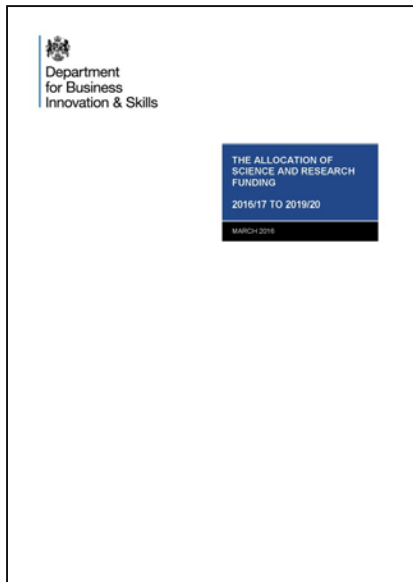 Department
for Business
Innovation & Skills
THE ALLOCATION OF
SCIENCE AND RESEARCH
FUNDING
2016/17 TO 2019/20
MARCH 2016